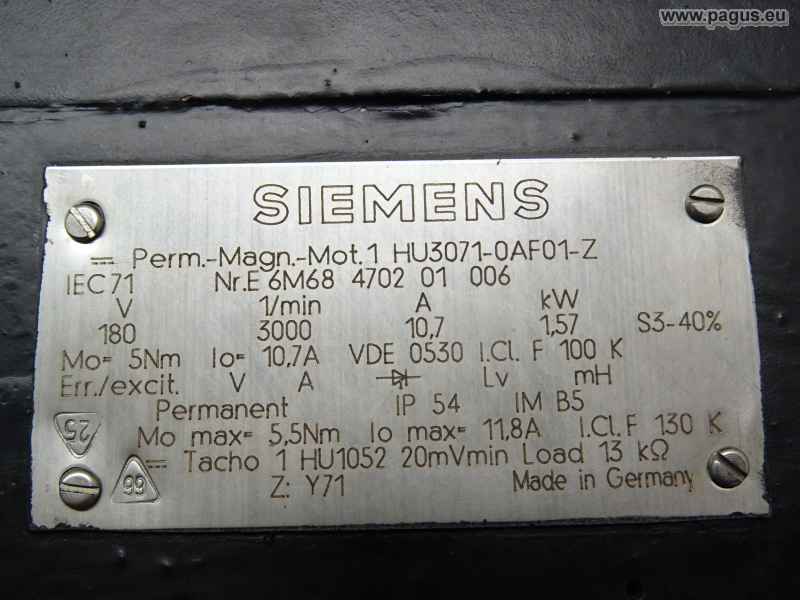 www.pagus.eu
SIEMENS
Perm.-Magn.-Mot.1 HU3071-0AF01-Z
IEC71 Nr.E 6M68 4702 01 006
V 1/min A kW
180 3000 10,7 1,57 S3-40%
Mo= 5Nm Io= 10,7A VDE 0530 I.Cl. F 100 K
Err./excit. V A Lv mH
Permanent IP 54 IM B5
25 Mo max= 5,5Nm Io max= 11,8A I.Cl.F 130 K
= Tacho 1 HU1052 20mVmin Load 13 kΩ
99 Z: Y71 Made in Germany
www.pagus.eu